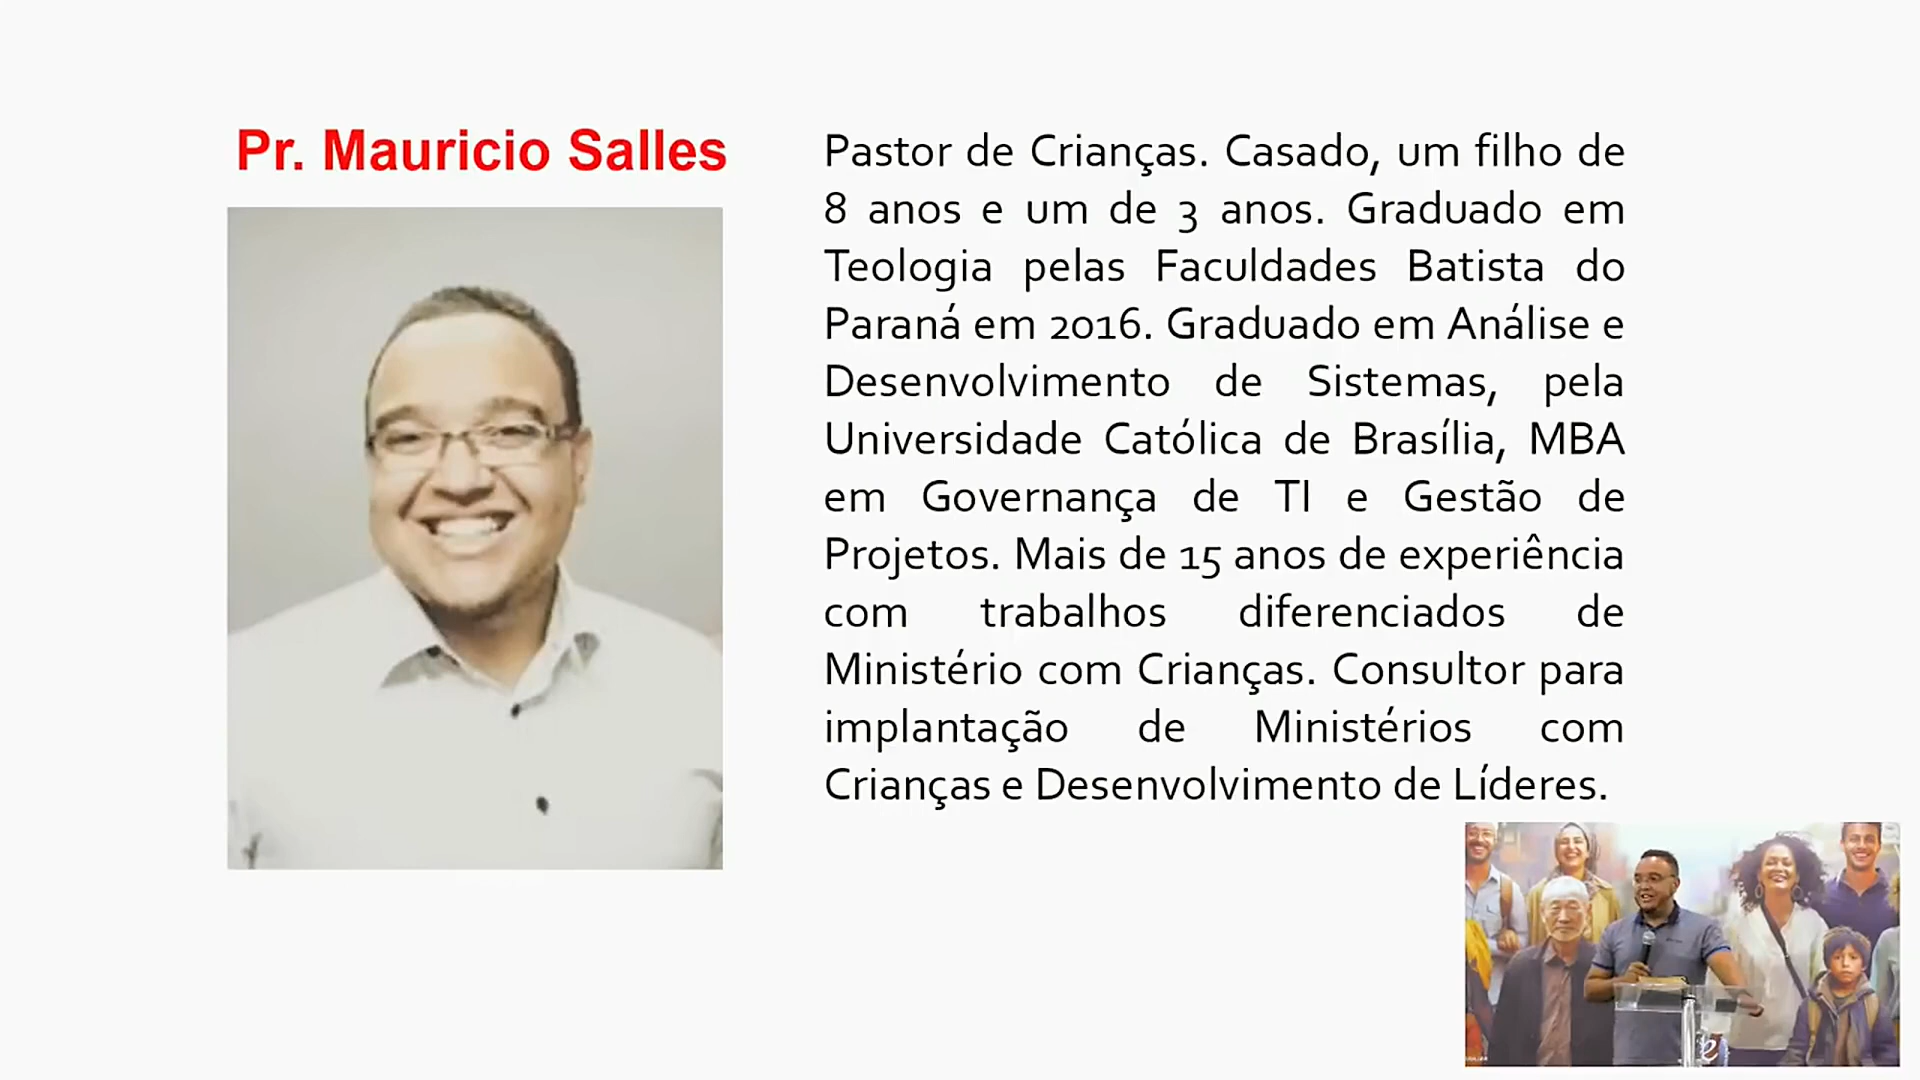 Pr. Mauricio Salles
Pastor de Crianças. Casado, um filho de
8 anos e um de 3 anos. Graduado em
Teologia pelas Faculdades Batista do
Paraná em 2016. Graduado em Análise e
Desenvolvimento de Sistemas, pela
Universidade Católica de Brasília, MBA
em Governança de TI e Gestão de
Projetos. Mais de 15 anos de experiência
com trabalhos diferenciados de
Ministério com Crianças. Consultor para
implantação de Ministérios com
Crianças e Desenvolvimento de Líderes.